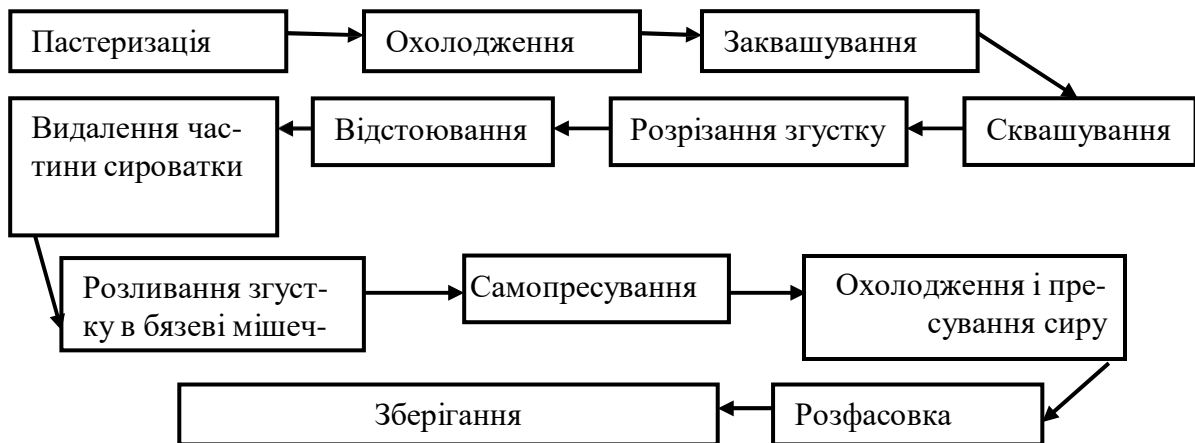 Пастеризація
Охолодження
Заквашування
Сквашування
Розрізання згустку
Відстоювання
Видалення час-
тини сироватки
Розливання згуст-
ку в бязеві мішеч-
Самопресування
Охолодження і пре-
сування сиру
Розфасовка
Зберігання